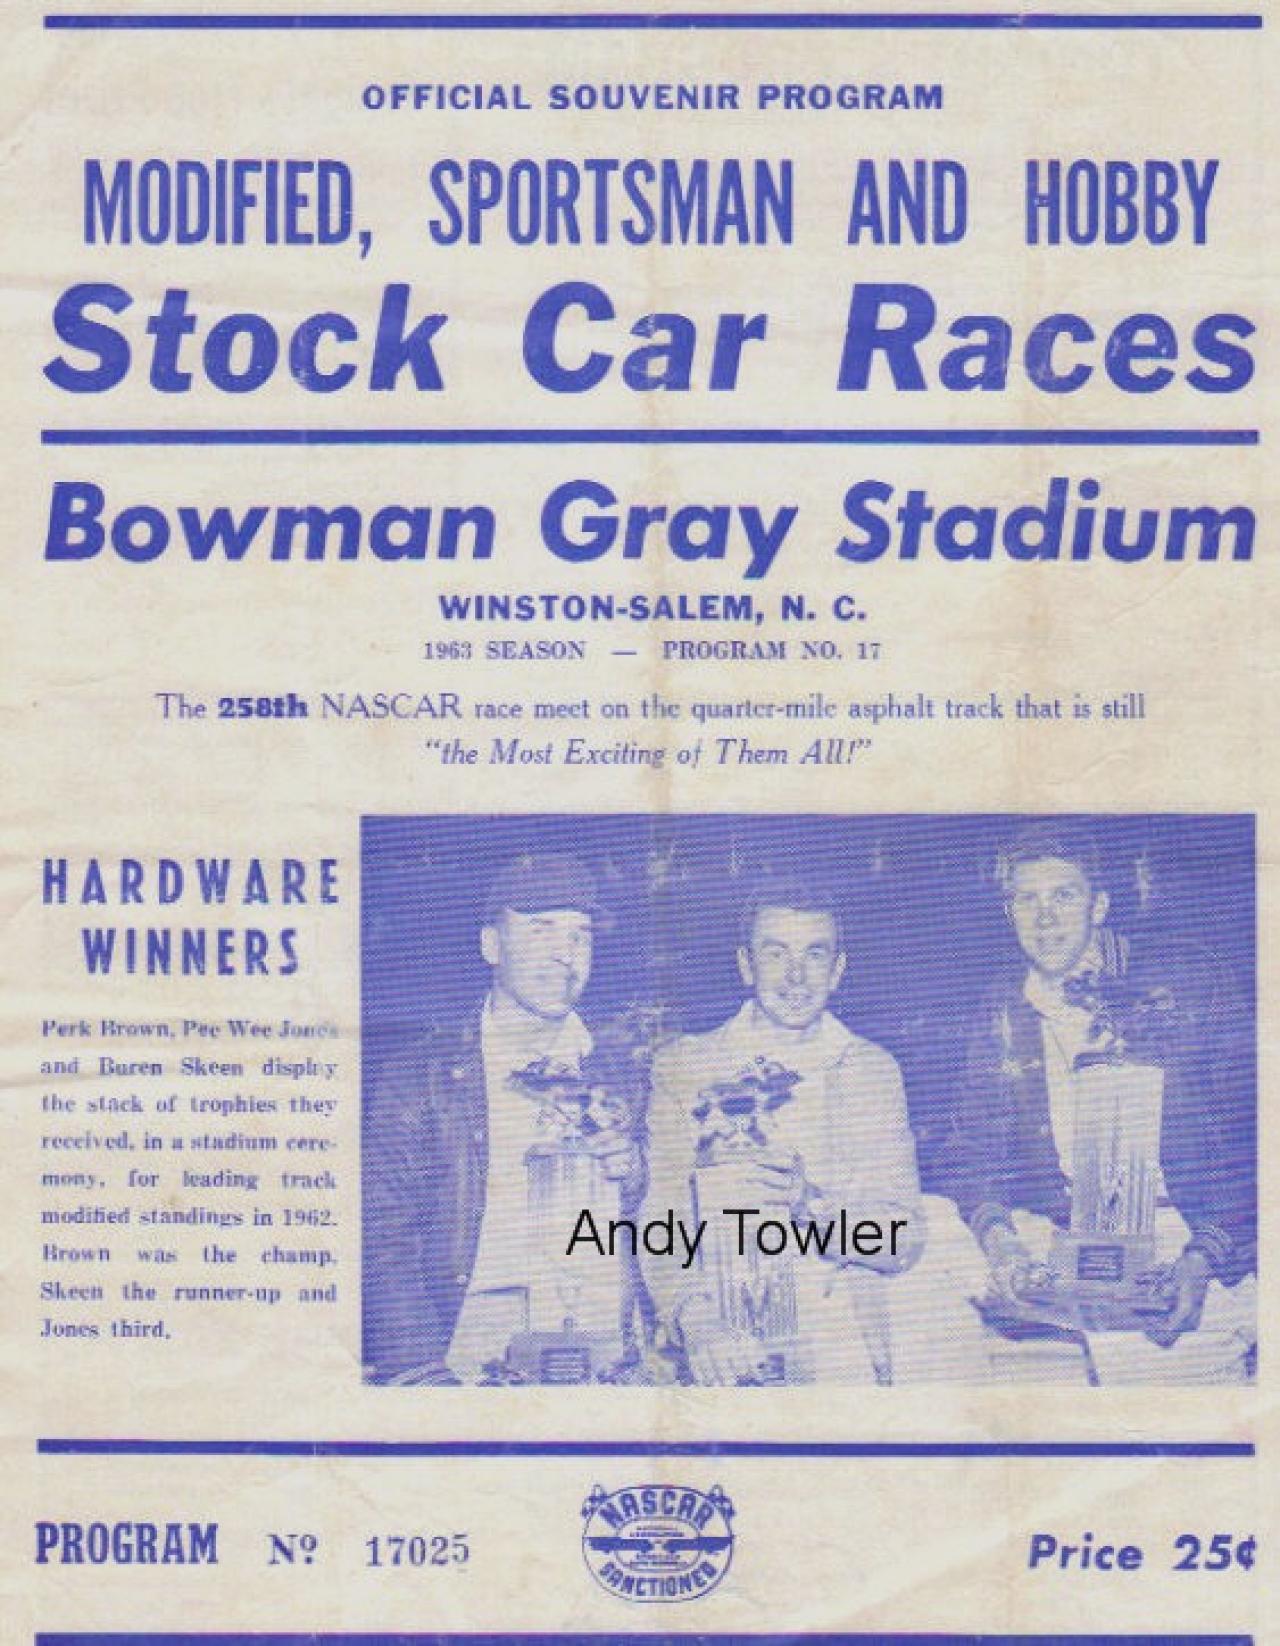 OFFICIAL SOUVENIR PROGRAM
MODIFIED, SPORTSMAN AND HOBBY
Stock Car Races
Bowman Gray Stadium
WINSTON-SALEM, N. C.
1963 SEASON — PROGRAM NO. 17
The 258th NASCAR race meet on the quarter-mile asphalt track that is still
“the Most Exciting of Them All!”
HARDWARE
WINNERS
Perk Brown, Pee Wee Jones
and Buren Skeen display
the stack of trophies they
received, in a stadium cere-
mony, for leading track
modified standings in 1962.
Brown was the champ.
Skeen the runner-up and
Jones third.
Andy Towler
PROGRAM Nº 17025
NASCAR
SANCTIONED
Price 25¢